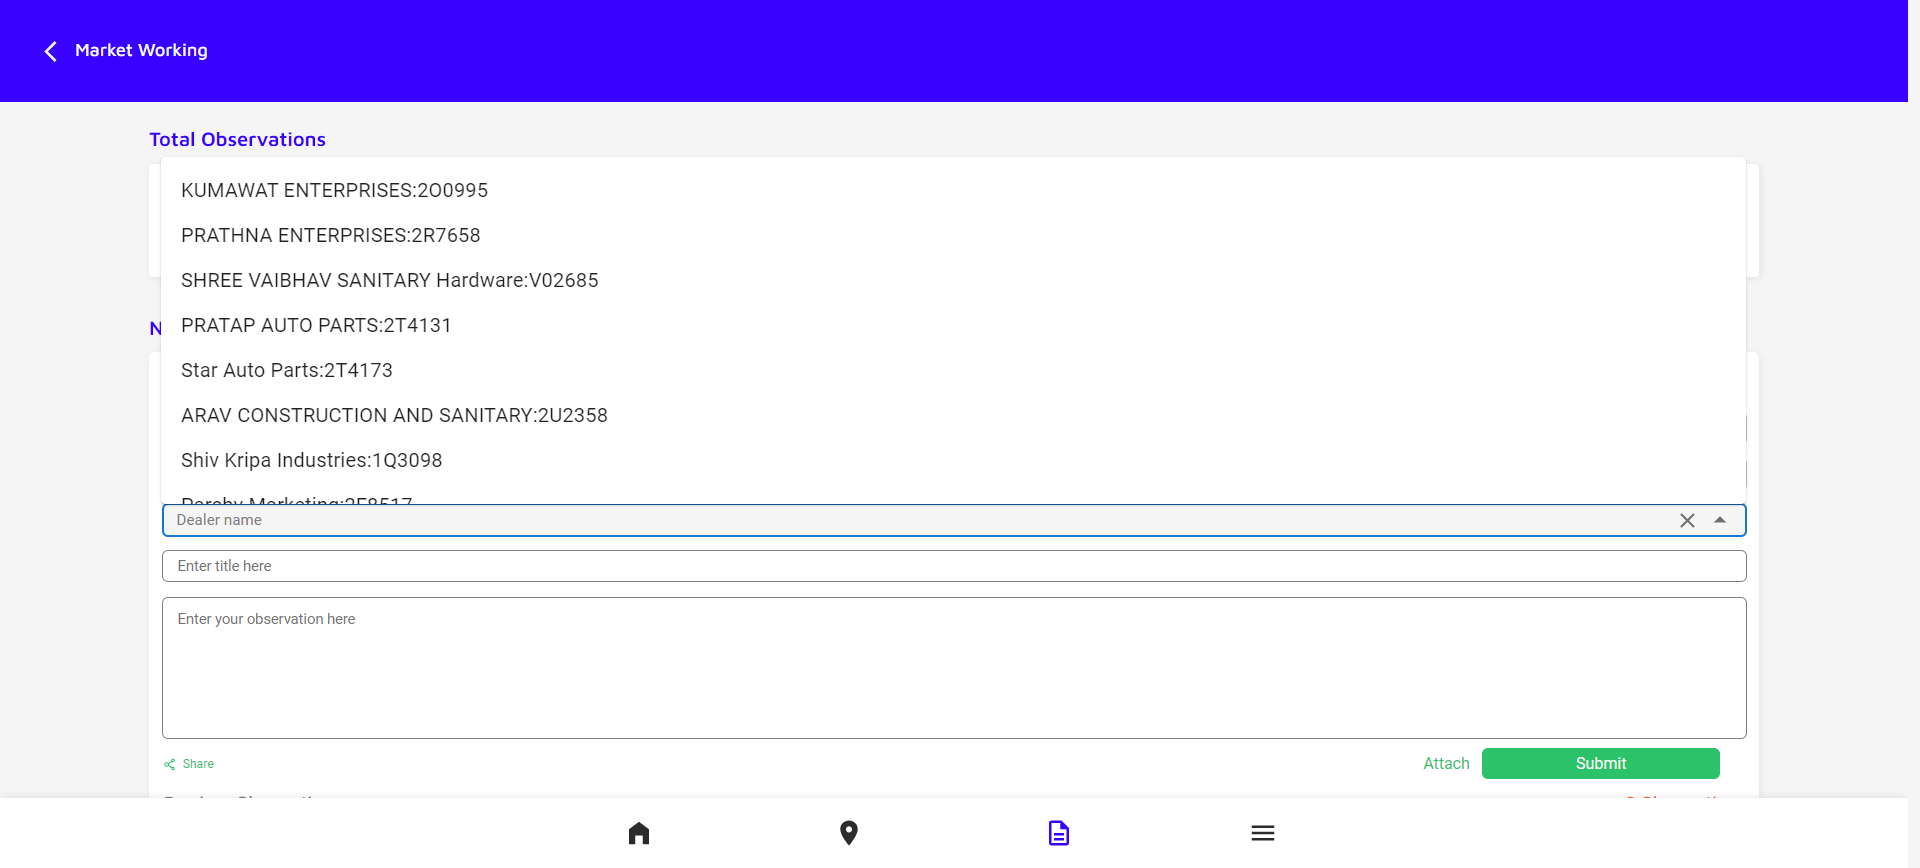 Market Working
Total Observations
KUMAWAT ENTERPRISES:2O0995
PRATHNA ENTERPRISES:2R7658
SHREE VAIBHAV SANITARY Hardware:V02685
PRATAP AUTO PARTS:2T4131
Star Auto Parts:2T4173
ARAV CONSTRUCTION AND SANITARY:2U2358
Shiv Kripa Industries:1Q3098
Marketing:2F8517
Dealer name
Enter title here
Enter your observation here
Share
Attach
Submit